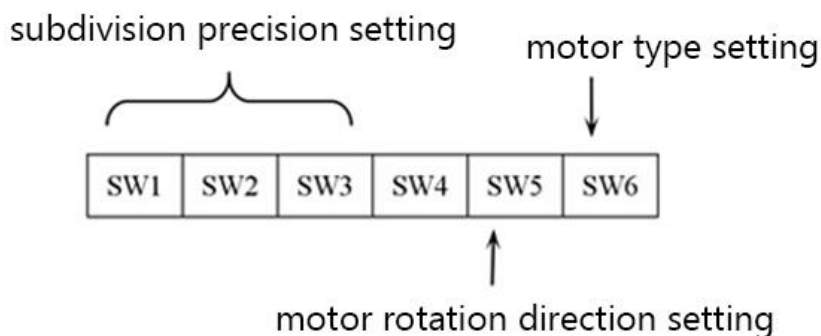 subdivision precision setting
motor type setting
SW1 SW2 SW3 SW4 SW5 SW6
motor rotation direction setting